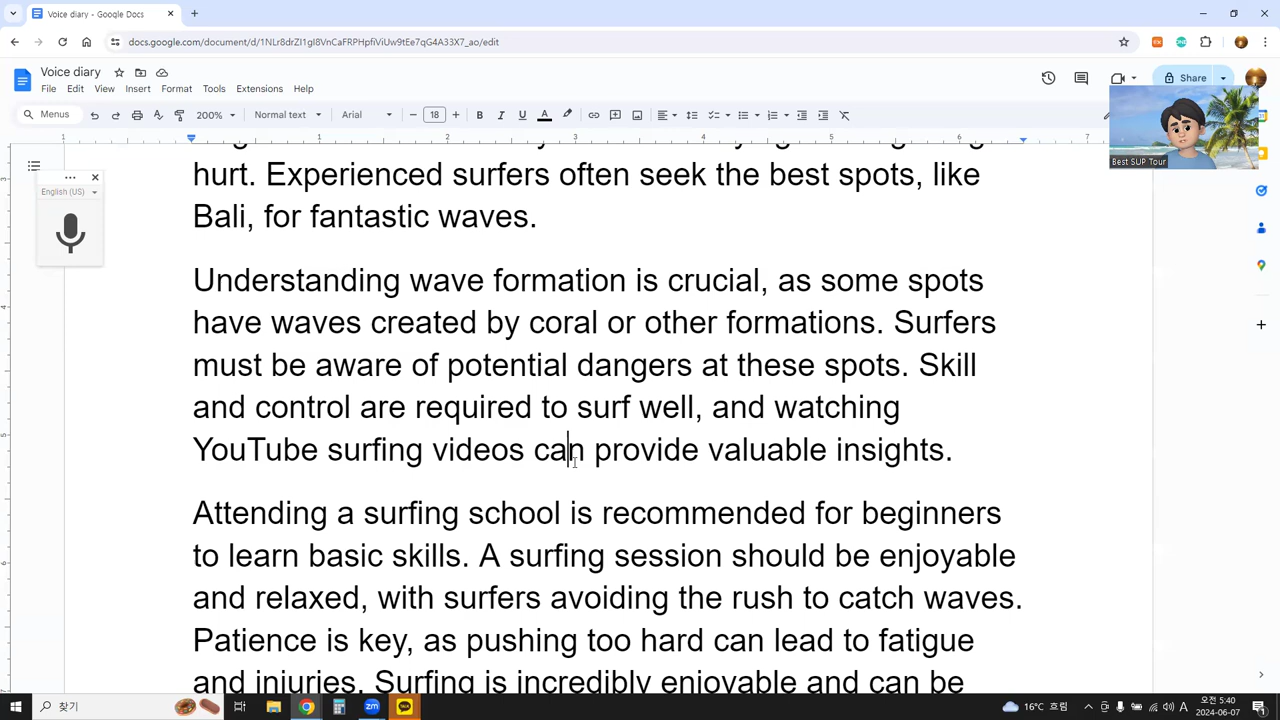 Voice diary - Google Docs
docs.google.com/document/d/1NLr8drZI1gI8VnCaFRPHpfiViUw9tEe7qG4A33X7_ao/edit
Voice diary
File Edit View Insert Format Tools Extensions Help
Share
Menus
200%
Normal text
Arial
18
Best SUP Tour
English (US)
hurt. Experienced surfers often seek the best spots, like
Bali, for fantastic waves.
Understanding wave formation is crucial, as some spots
have waves created by coral or other formations. Surfers
must be aware of potential dangers at these spots. Skill
and control are required to surf well, and watching
YouTube surfing videos can provide valuable insights.
Attending a surfing school is recommended for beginners
to learn basic skills. A surfing session should be enjoyable
and relaxed, with surfers avoiding the rush to catch waves.
Patience is key, as pushing too hard can lead to fatigue
and injuries. Surfing is incredibly enjoyable and can be
찾기
16°C 흐림
오전 5:40
2024-06-07